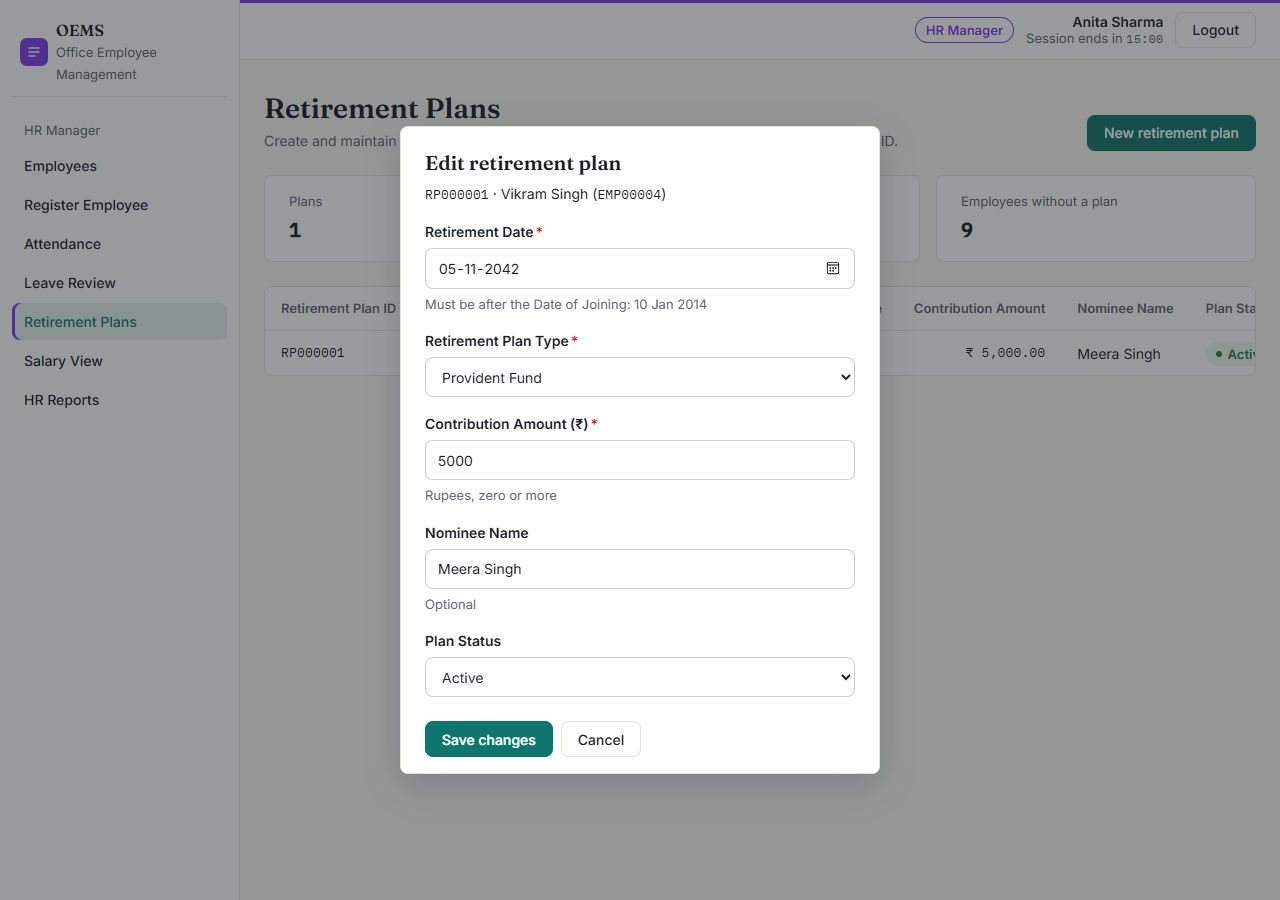 OEMS
Office Employee
Management
HR Manager
Employees
Register Employee
Attendance
Leave Review
Retirement Plans
Salary View
HR Reports
HR Manager
Anita Sharma
Session ends in 15:00
Logout
Retirement Plans
Create and maintain
ID.
New retirement plan
Plans
1
Employees without a plan
9
Retirement Plan ID
Contribution Amount
Nominee Name
Plan Sta
RP000001
₹ 5,000.00
Meera Singh
Activ
Edit retirement plan
RP000001 · Vikram Singh (EMP00004)
Retirement Date *
05-11-2042
Must be after the Date of Joining: 10 Jan 2014
Retirement Plan Type *
Provident Fund
Contribution Amount (₹) *
5000
Rupees, zero or more
Nominee Name
Meera Singh
Optional
Plan Status
Active
Save changes
Cancel